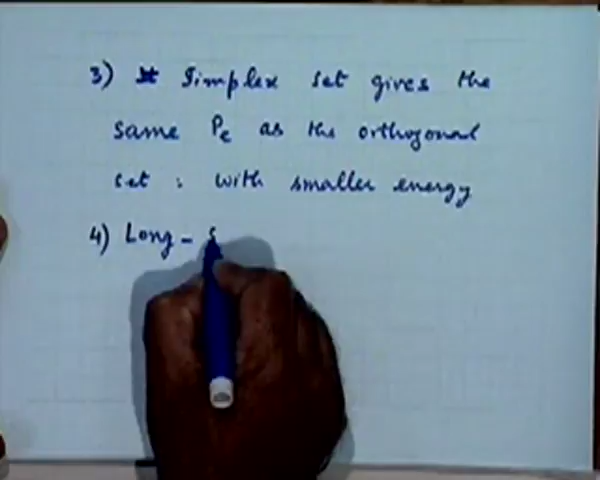 3) Simplex set gives the
same Pe as the orthogonal
set : with smaller energy
4) Long - s